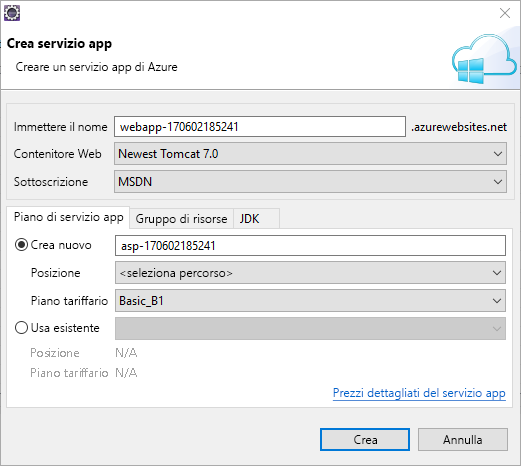 Crea servizio app
Creare un servizio app di Azure
Immettere il nome webapp-170602185241 .azurewebsites.net
Contenitore Web Newest Tomcat 7.0
Sottoscrizione MSDN
Piano di servizio app Gruppo di risorse JDK
Crea nuovo asp-170602185241
Posizione <seleziona percorso>
Piano tariffario Basic_B1
Usa esistente
Posizione N/A
Piano tariffario N/A
Prezzi dettagliati del servizio app
Crea Annulla